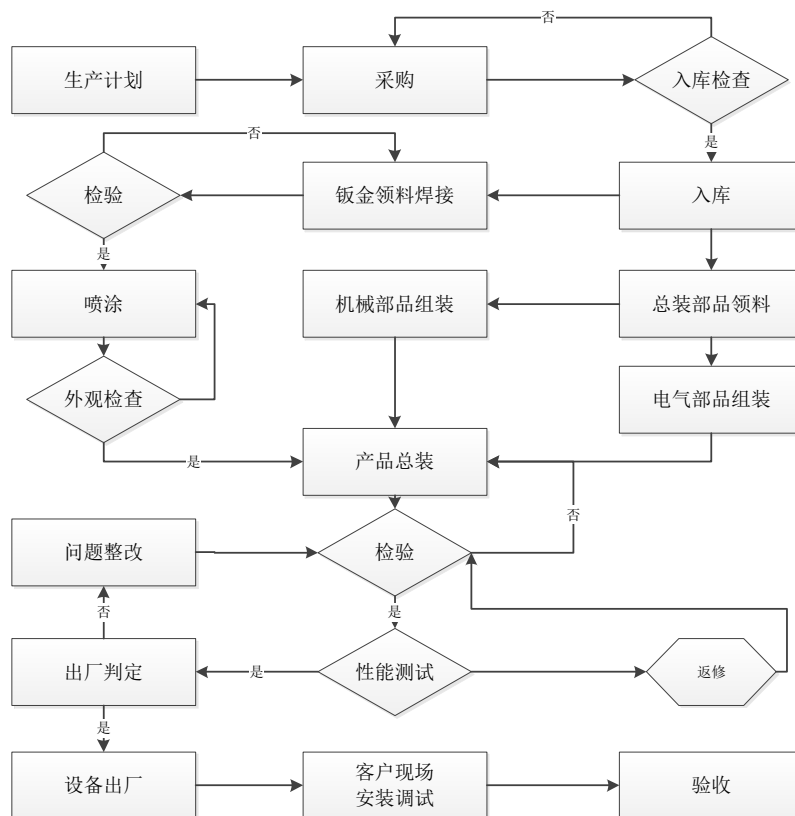 否
生产计划
采购
入库检查
否
是
检验
钣金领料焊接
入库
是
喷涂
机械部品组装
总装部品领料
外观检查
电气部品组装
是
产品总装
否
问题整改
检验
否
是
出厂判定
是
性能测试
返修
是
设备出厂
客户现场
安装调试
验收